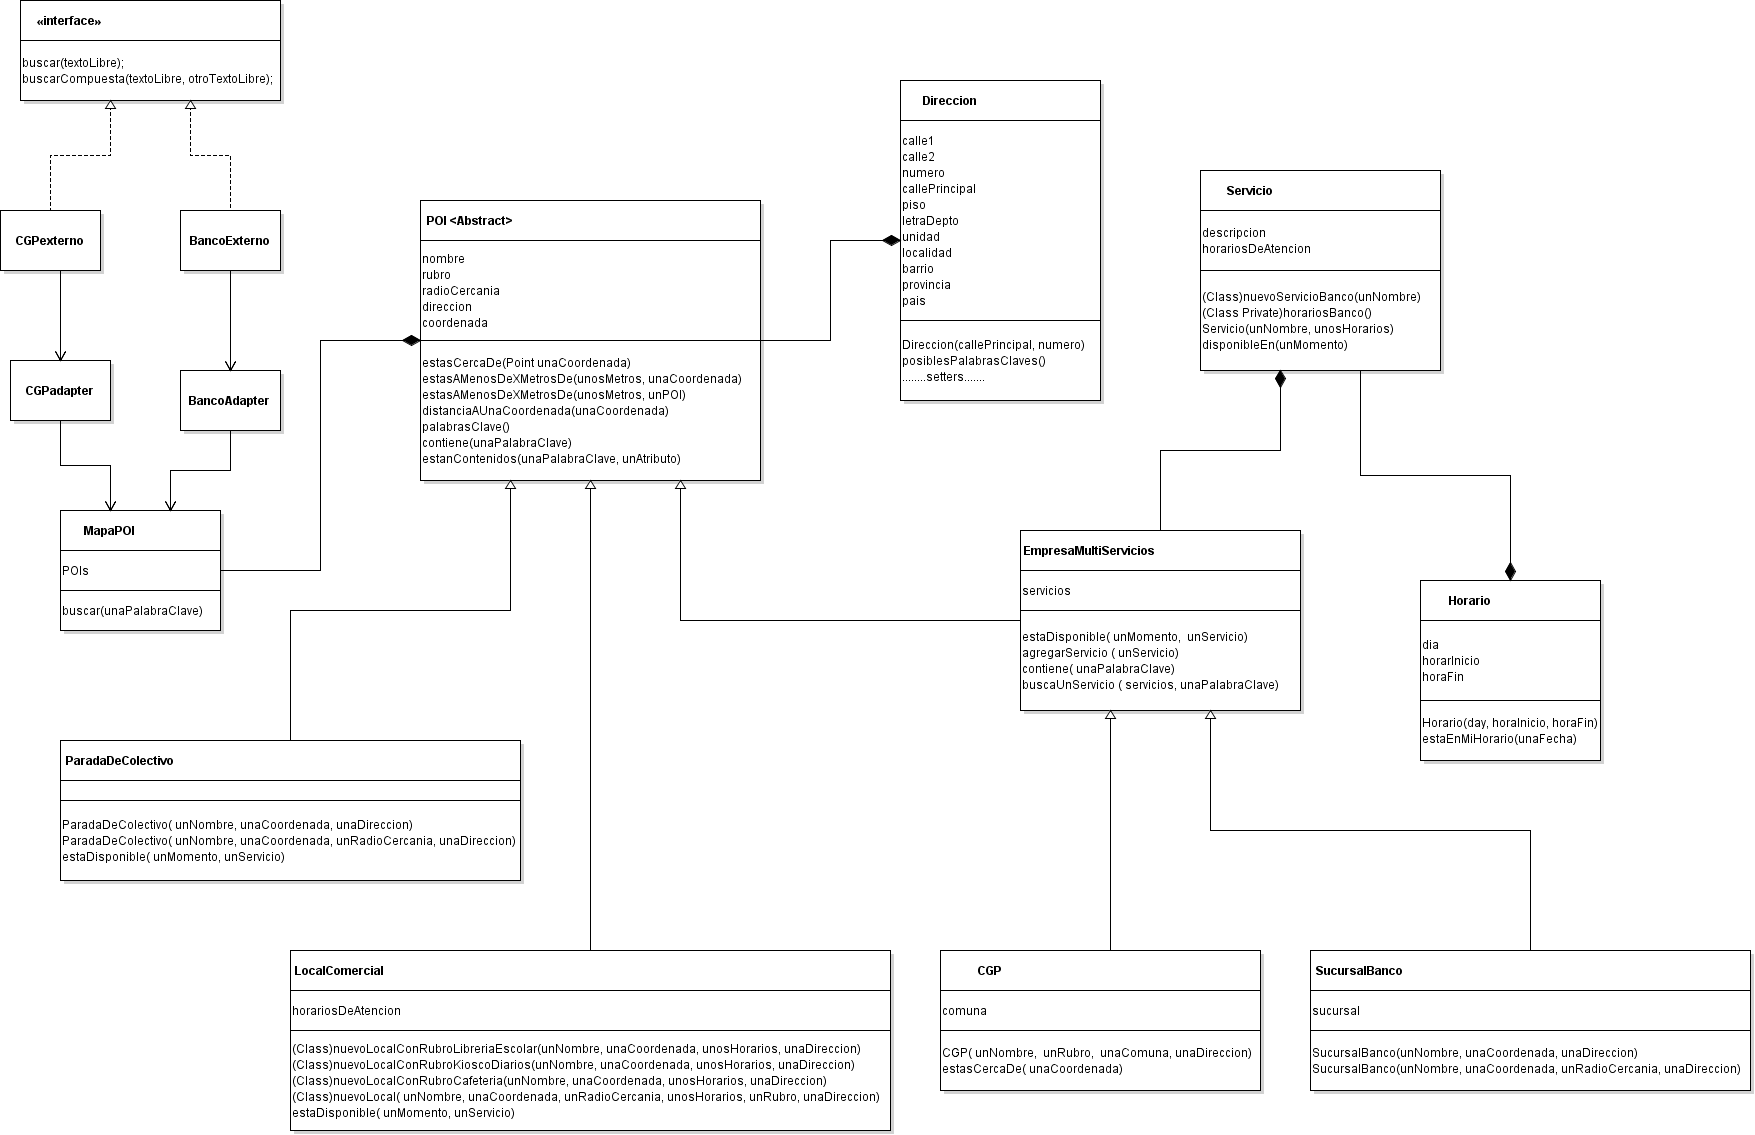 «interface»
buscar(textoLibre);
buscarCompuesta(textoLibre, otroTextoLibre);
CGPexterno
BancoExterno
CGPadapter
BancoAdapter
MapaPOI
POIs
buscar(unaPalabraClave)
POI <Abstract>
nombre
rubro
radioCercania
direccion
coordenada
estasCercaDe(Point unaCoordenada)
estasAMenosDeXMetrosDe(unosMetros, unaCoordenada)
estasAMenosDeXMetrosDe(unosMetros, unPOI)
distanciaAUnaCoordenada(unaCoordenada)
palabrasClave()
contiene(unaPalabraClave)
estanContenidos(unaPalabraClave, unAtributo)
Direccion
calle1
calle2
numero
callePrincipal
piso
letraDepto
unidad
localidad
barrio
provincia
pais
Direccion(callePrincipal, numero)
posiblesPalabrasClaves()
........setters.......
Servicio
descripcion
horariosDeAtencion
(Class)nuevoServicioBanco(unNombre)
(Class Private)horariosBanco()
Servicio(unNombre, unosHorarios)
disponibleEn(unMomento)
EmpresaMultiServicios
servicios
estaDisponible( unMomento,  unServicio)
agregarServicio ( unServicio)
contiene( unaPalabraClave)
buscaUnServicio ( servicios, unaPalabraClave)
Horario
dia
horarInicio
horaFin
Horario(day, horaInicio, horaFin)
estaEnMiHorario(unaFecha)
ParadaDeColectivo
ParadaDeColectivo( unNombre, unaCoordenada, unaDireccion)
ParadaDeColectivo( unNombre, unaCoordenada, unRadioCercania, unaDireccion)
estaDisponible( unMomento, unServicio)
LocalComercial
horariosDeAtencion
(Class)nuevoLocalConRubroLibreriaEscolar(unNombre, unaCoordenada, unosHorarios, unaDireccion)
(Class)nuevoLocalConRubroKioscoDiarios(unNombre, unaCoordenada, unosHorarios, unaDireccion)
(Class)nuevoLocalConRubroCafeteria(unNombre, unaCoordenada, unosHorarios, unaDireccion)
(Class)nuevoLocal( unNombre, unaCoordenada, unRadioCercania, unosHorarios, unRubro, unaDireccion)
estaDisponible( unMomento, unServicio)
CGP
comuna
CGP( unNombre,  unRubro,  unaComuna, unaDireccion)
estasCercaDe( unaCoordenada)
SucursalBanco
sucursal
SucursalBanco(unNombre, unaCoordenada, unaDireccion)
SucursalBanco(unNombre, unaCoordenada, unRadioCercania, unaDireccion)